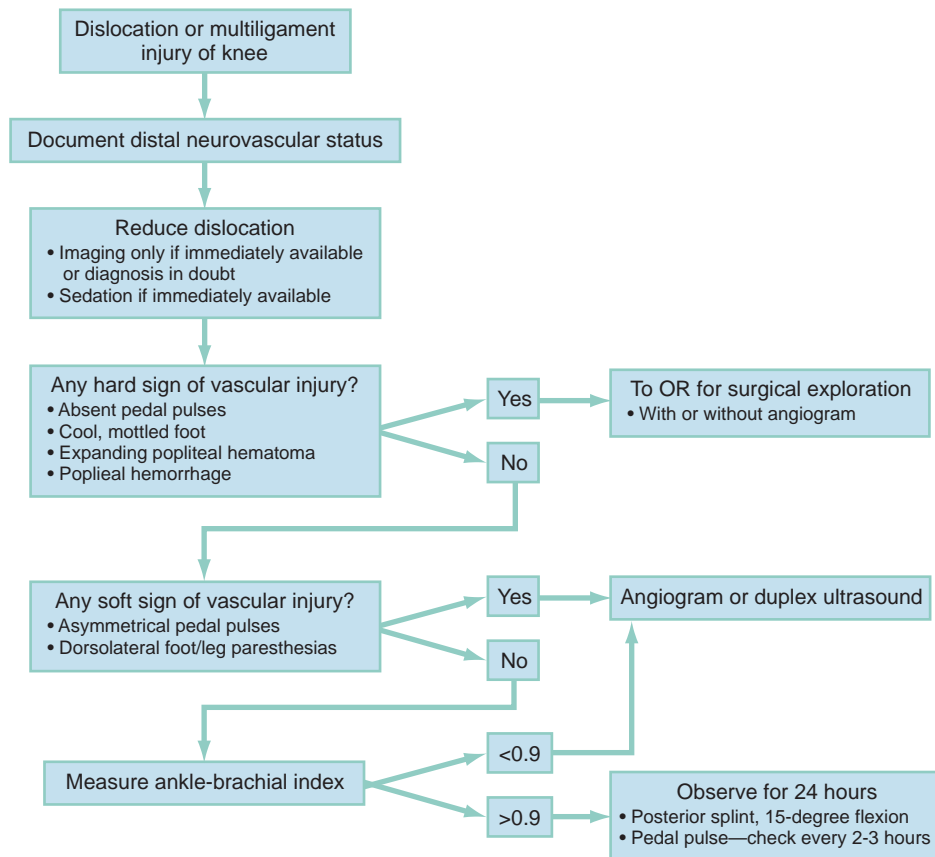 Dislocation or multiligament
injury of knee
Document distal neurovascular status
Reduce dislocation
• Imaging only if immediately available
or diagnosis in doubt
• Sedation if immediately available
Any hard sign of vascular injury?
• Absent pedal pulses
• Cool, mottled foot
• Expanding popliteal hematoma
• Poplieal hemorrhage
Yes
To OR for surgical exploration
• With or without angiogram
No
Any soft sign of vascular injury?
• Asymmetrical pedal pulses
• Dorsolateral foot/leg paresthesias
Yes
Angiogram or duplex ultrasound
No
Measure ankle-brachial index
<0.9
>0.9
Observe for 24 hours
• Posterior splint, 15-degree flexion
• Pedal pulse—check every 2-3 hours